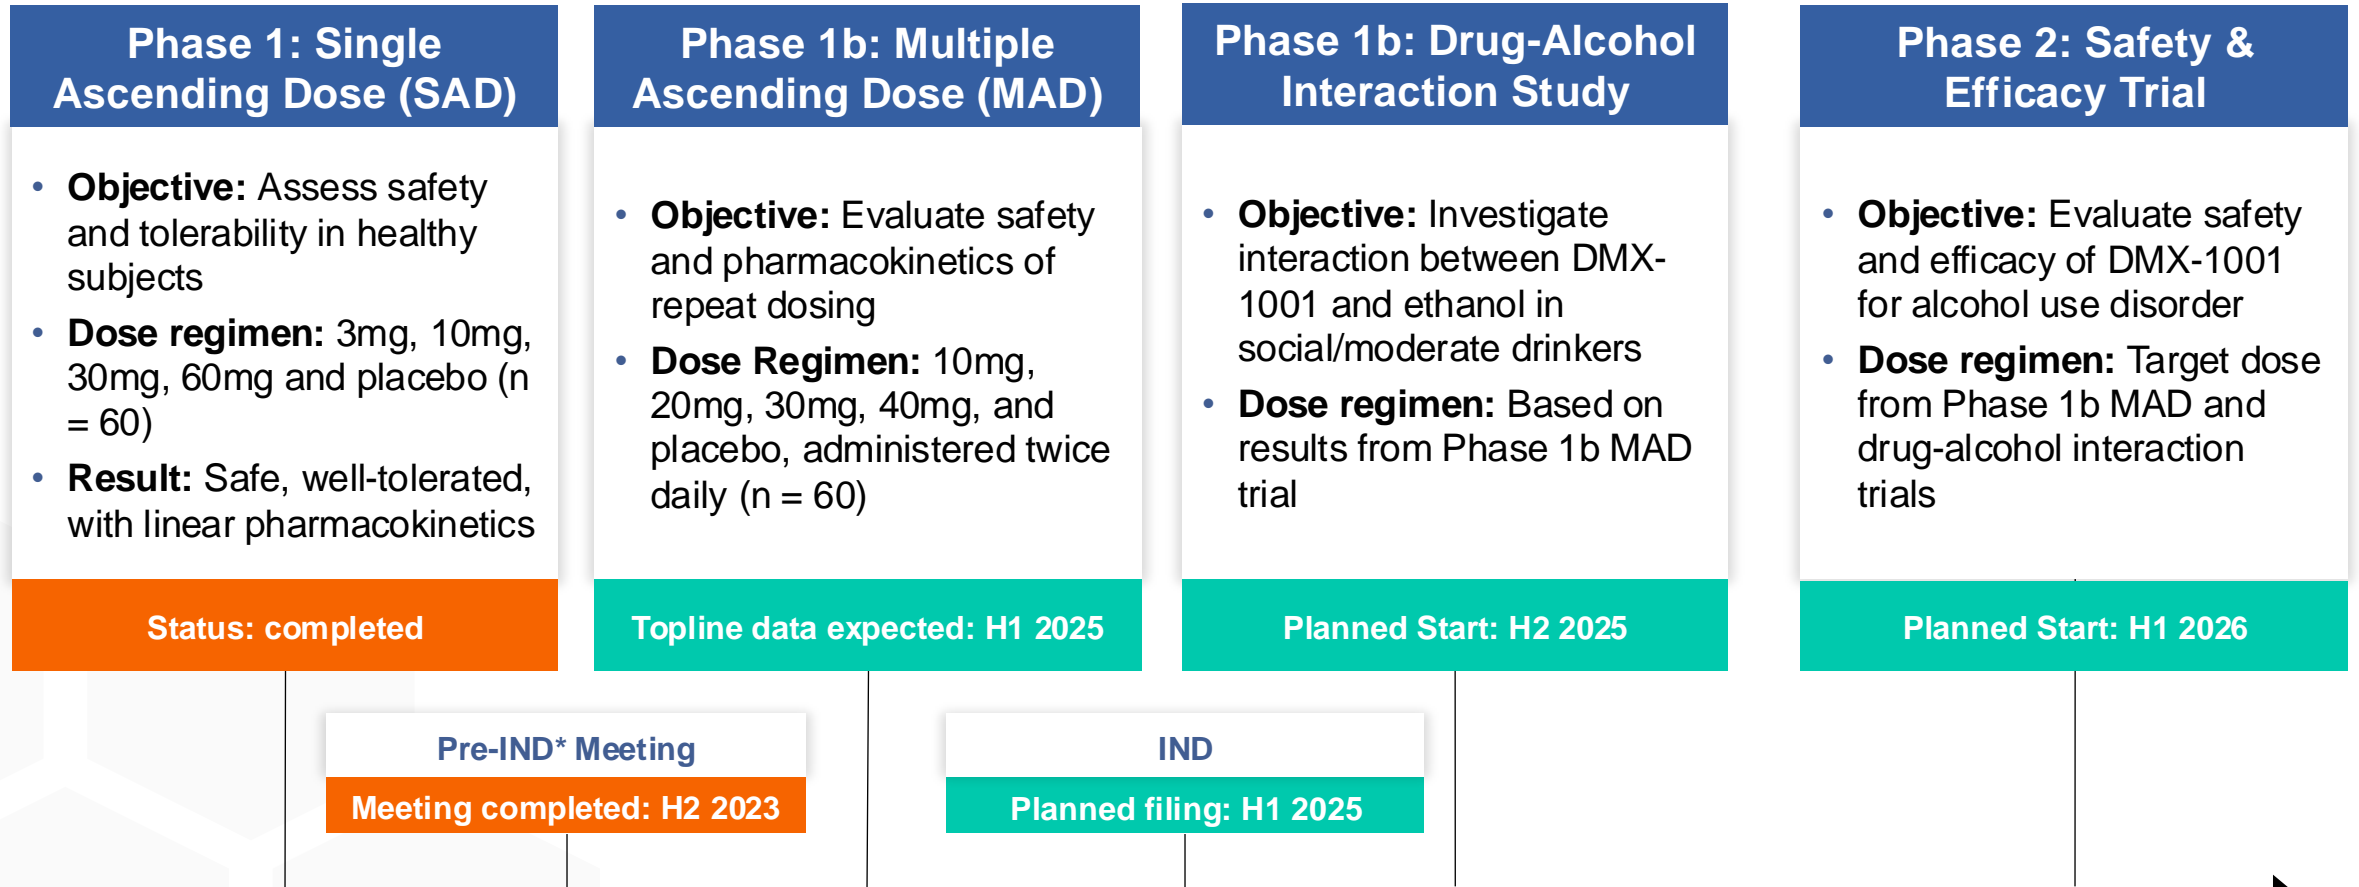 Phase 1: Single
Ascending Dose (SAD)
• Objective: Assess safety
and tolerability in healthy
subjects
• Dose regimen: 3mg, 10mg,
30mg, 60mg and placebo (n
= 60)
• Result: Safe, well-tolerated,
with linear pharmacokinetics
Status: completed
Phase 1b: Multiple
Ascending Dose (MAD)
• Objective: Evaluate safety
and pharmacokinetics of
repeat dosing
• Dose Regimen: 10mg,
20mg, 30mg, 40mg, and
placebo, administered twice
daily (n = 60)
Topline data expected: H1 2025
Phase 1b: Drug-Alcohol
Interaction Study
• Objective: Investigate
interaction between DMX-
1001 and ethanol in
social/moderate drinkers
• Dose regimen: Based on
results from Phase 1b MAD
trial
Planned Start: H2 2025
Phase 2: Safety &
Efficacy Trial
• Objective: Evaluate safety
and efficacy of DMX-1001
for alcohol use disorder
• Dose regimen: Target dose
from Phase 1b MAD and
drug-alcohol interaction
trials
Planned Start: H1 2026
Pre-IND* Meeting
Meeting completed: H2 2023
IND
Planned filing: H1 2025